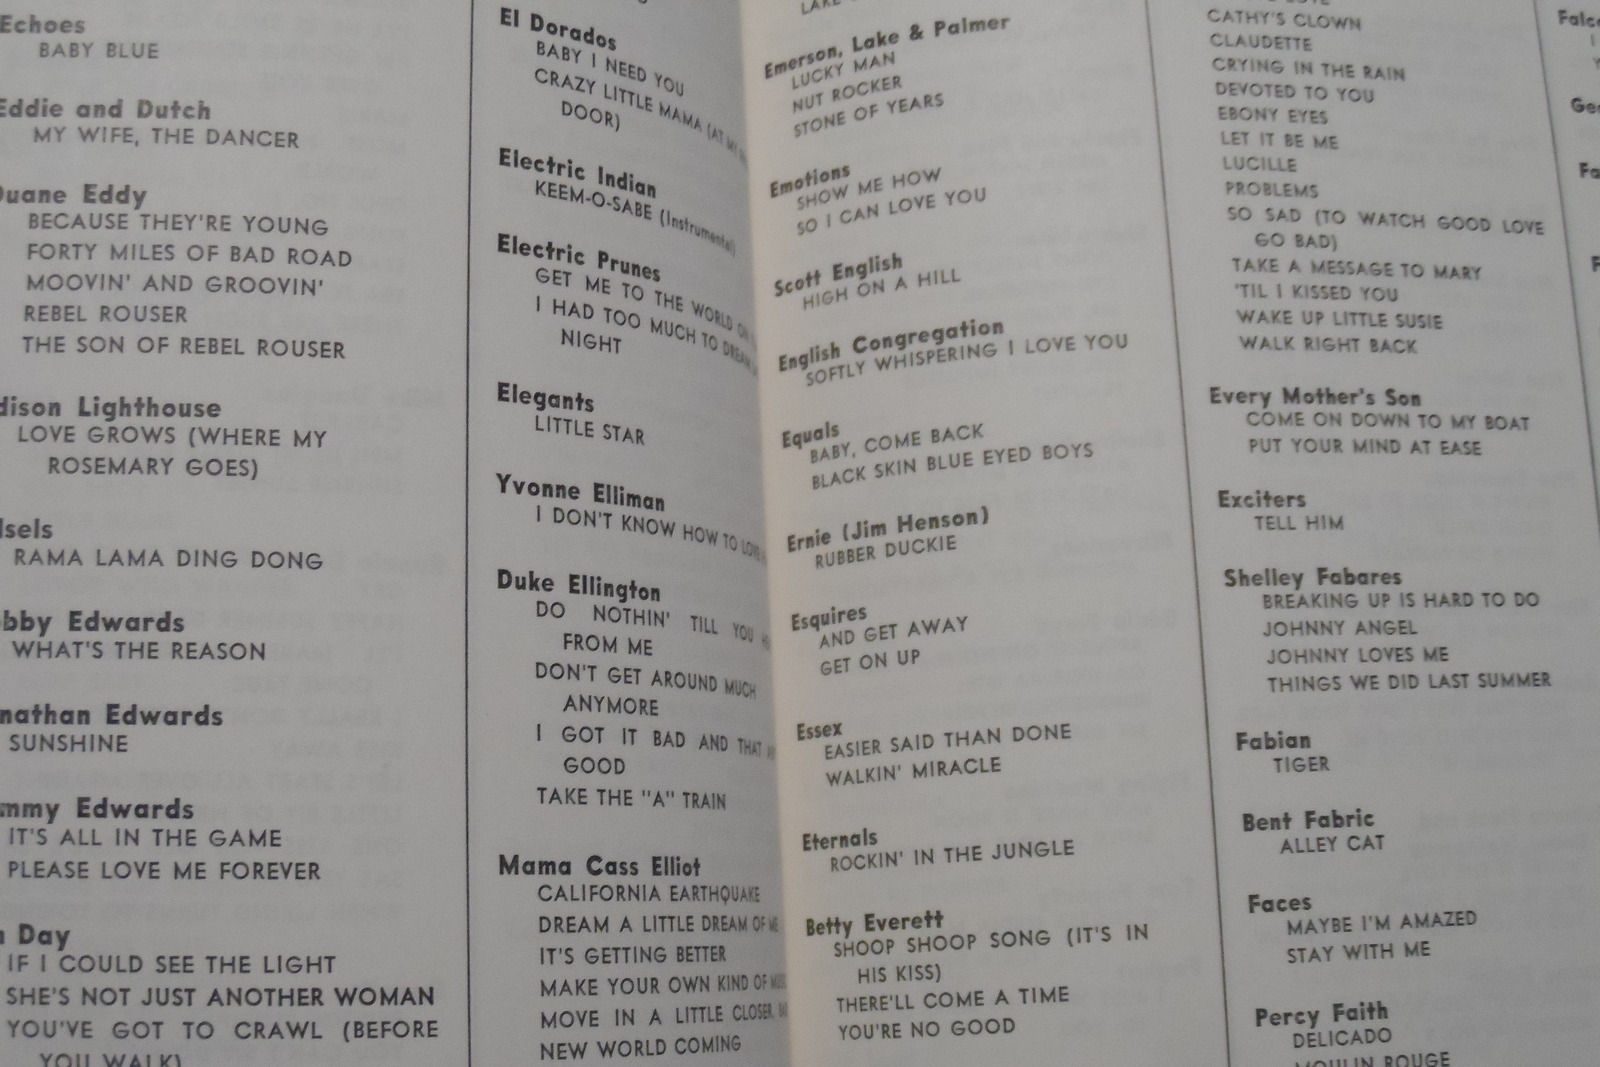 Echoes
BABY BLUE
Eddie and Dutch
MY WIFE, THE DANCER
Duane Eddy
BECAUSE THEY'RE YOUNG
FORTY MILES OF BAD ROAD
MOOVIN' AND GROOVIN'
REBEL ROUSER
THE SON OF REBEL ROUSER
dison Lighthouse
LOVE GROWS (WHERE MY
ROSEMARY GOES)
lsels
RAMA LAMA DING DONG
bby Edwards
WHAT'S THE REASON
nathan Edwards
SUNSHINE
mmy Edwards
IT'S ALL IN THE GAME
PLEASE LOVE ME FOREVER
Day
IF I COULD SEE THE LIGHT
SHE'S NOT JUST ANOTHER WOMAN
YOU'VE GOT TO CRAWL (BEFORE
YOU WALK)
El Dorados
BABY I NEED YOU
CRAZY LITTLE MAMA (AT MY
DOOR)
Electric Indian
KEEM-O-SABE (Instrumental)
Electric Prunes
GET ME TO THE WORLD ON
I HAD TOO MUCH TO DREAM
NIGHT
Elegants
LITTLE STAR
Yvonne Elliman
I DON'T KNOW HOW TO LOVE
Duke Ellington
DO NOTHIN' TILL YOU
FROM ME
DON'T GET AROUND MUCH
ANYMORE
I GOT IT BAD AND THAT
GOOD
TAKE THE "A" TRAIN
Mama Cass Elliot
CALIFORNIA EARTHQUAKE
DREAM A LITTLE DREAM OF ME
IT'S GETTING BETTER
MAKE YOUR OWN KIND OF
MOVE IN A LITTLE CLOSER,
NEW WORLD COMING
Emerson, Lake & Palmer
LUCKY MAN
NUT ROCKER
STONE OF YEARS
Emotions
SHOW ME HOW
SO I CAN LOVE YOU
Scott English
HIGH ON A HILL
English Congregation
SOFTLY WHISPERING I LOVE YOU
Equals
BABY, COME BACK
BLACK SKIN BLUE EYED BOYS
Ernie (Jim Henson)
RUBBER DUCKIE
Esquires
AND GET AWAY
GET ON UP
Essex
EASIER SAID THAN DONE
WALKIN' MIRACLE
Eternals
ROCKIN' IN THE JUNGLE
Betty Everett
SHOOP SHOOP SONG (IT'S IN
HIS KISS)
THERE'LL COME A TIME
YOU'RE NO GOOD
CATHY'S CLOWN
CLAUDETTE
CRYING IN THE RAIN
DEVOTED TO YOU
EBONY EYES
LET IT BE ME
LUCILLE
PROBLEMS
SO SAD (TO WATCH GOOD LOVE
GO BAD)
TAKE A MESSAGE TO MARY
'TIL I KISSED YOU
WAKE UP LITTLE SUSIE
WALK RIGHT BACK
Every Mother's Son
COME ON DOWN TO MY BOAT
PUT YOUR MIND AT EASE
Exciters
TELL HIM
Shelley Fabares
BREAKING UP IS HARD TO DO
JOHNNY ANGEL
JOHNNY LOVES ME
THINGS WE DID LAST SUMMER
Fabian
TIGER
Bent Fabric
ALLEY CAT
Faces
MAYBE I'M AMAZED
STAY WITH ME
Percy Faith
DELICADO
MOULIN ROUGE
Falc
Ge
Fa